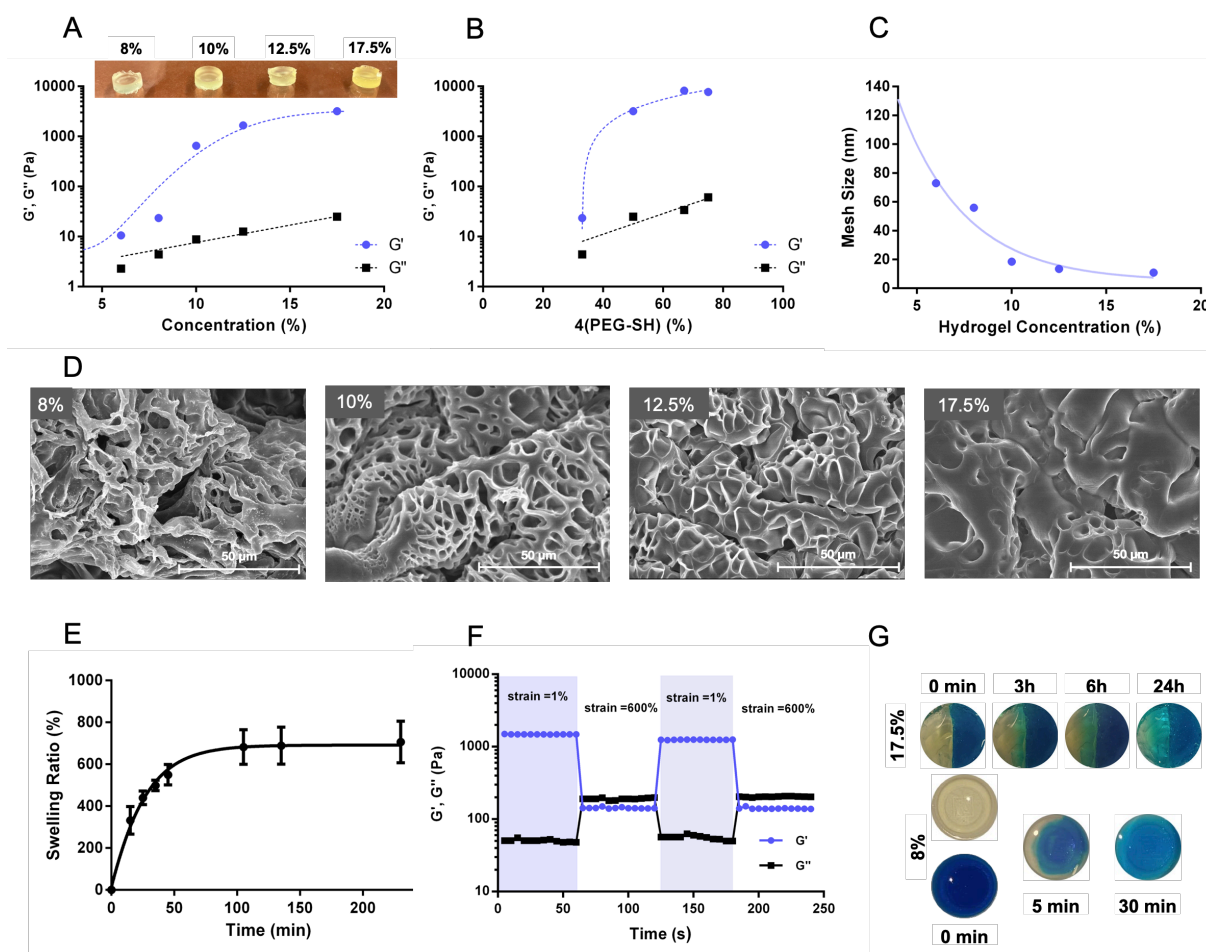 A
8%
10%
12.5%
17.5%
10000
1000
100
10
1
G', G'' (Pa)
5
10
15
20
Concentration (%)
G'
G''
B
10000
1000
100
10
1
G', G'' (Pa)
0
20
40
60
80
100
4(PEG-SH) (%)
G'
G''
C
140
120
100
80
60
40
20
0
Mesh Size (nm)
5
10
15
20
Hydrogel Concentration (%)
D
8%
50 µm
10%
50 µm
12.5%
50 µm
17.5%
50 µm
E
1000
800
600
400
200
0
Swelling Ratio (%)
0
50
100
150
200
Time (min)
F
10000
1000
100
10
G', G'' (Pa)
strain =1%
strain =600%
strain =1%
strain =600%
G'
G''
0
50
100
150
200
250
Time (s)
G
0 min
3h
6h
24h
17.5%
8%
5 min
30 min
0 min